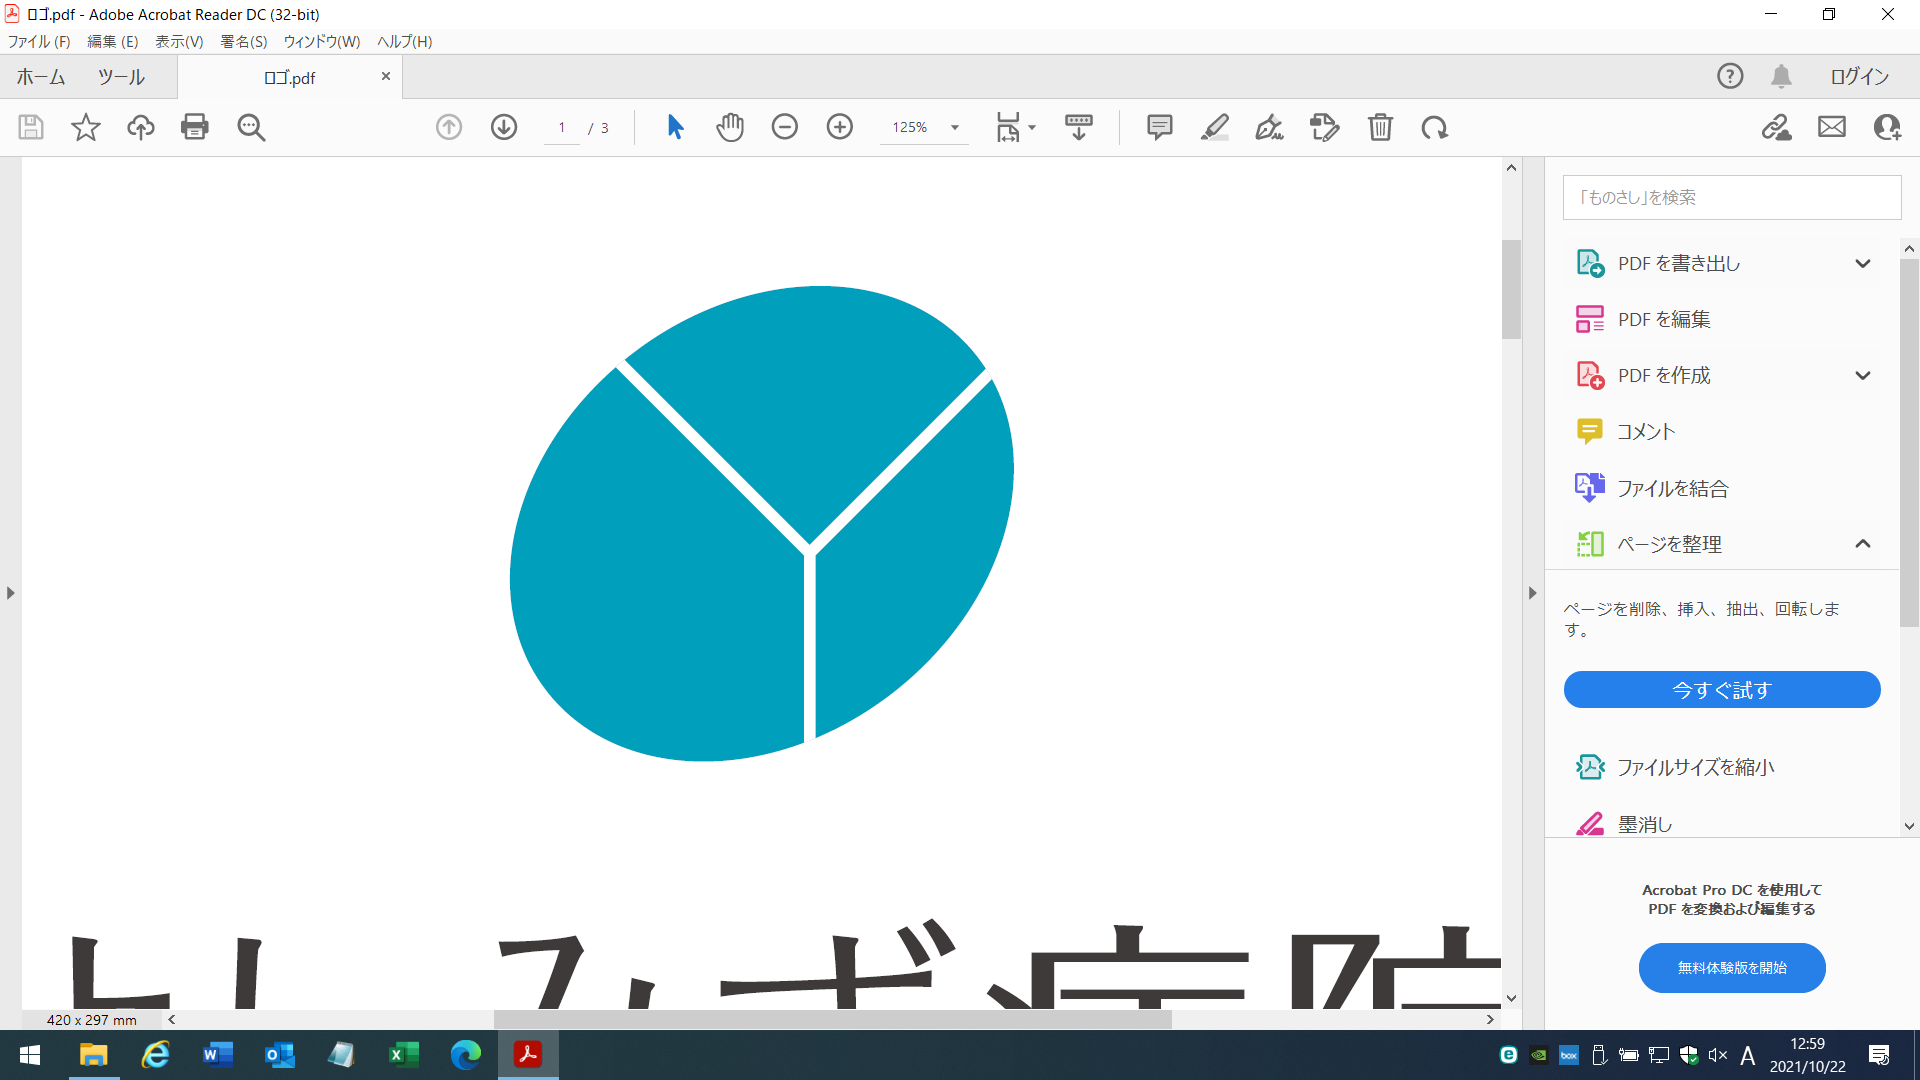 ロゴ.pdf - Adobe Acrobat Reader DC (32-bit)
ファイル (F) 編集 (E) 表示(V) 署名(S) ウィンドウ(W) ヘルプ(H)
ホーム ツール ロゴ.pdf × ログイン
1 / 3 125%
「ものさし」を検索
PDF を書き出し
PDF を編集
PDF を作成
コメント
ファイルを結合
ページを整理
ページを削除、挿入、抽出、回転しま
す。
今すぐ試す
ファイルサイズを縮小
墨消し
Acrobat Pro DC を使用して
PDF を変換および編集する
無料体験版を開始
病院
420 x 297 mm
A 12:59
2021/10/22